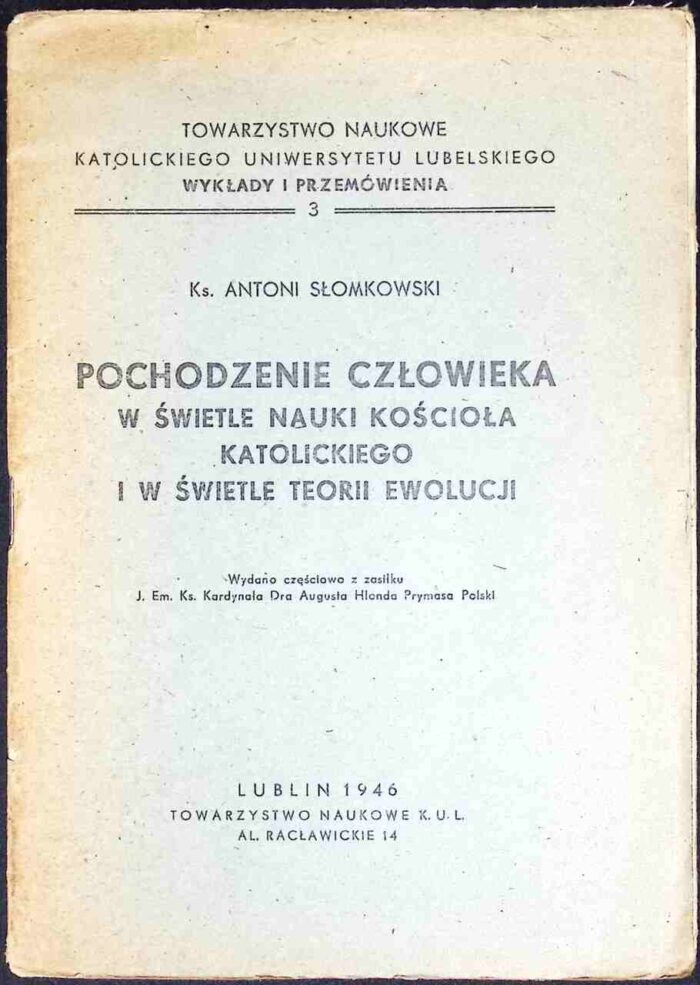 TOWARZYSTWO NAUKOWE
KATOLICKIEGO UNIWERSYTETU LUBELSKIEGO
WYKŁADY I PRZEMÓWIENIA
3
Ks. ANTONI SŁOMKOWSKI
POCHODZENIE CZŁOWIEKA
W ŚWIETLE NAUKI KOŚCIOŁA
KATOLICKIEGO
I W ŚWIETLE TEORII EWOLUCJI
Wydano częściowo z zasiłku
J. Em. Ks. Kardynała Dra Augusta Hlonda Prymasa Polski
LUBLIN 1946
TOWARZYSTWO NAUKOWE K.U.L.
AL. RACŁAWICKIE 14